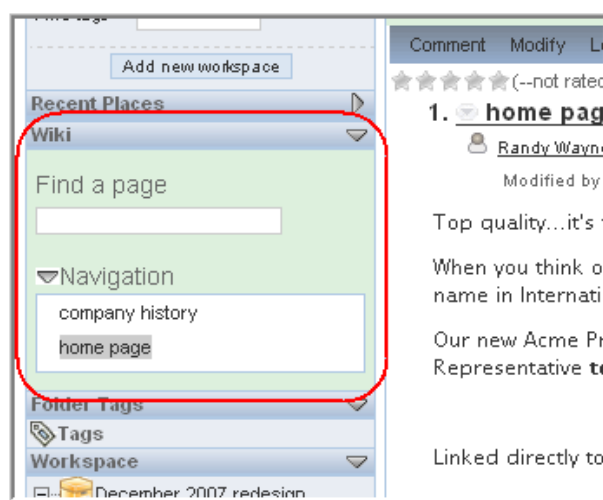 Add new workspace
Recent Places
Wiki
Find a page
Navigation
company history
home page
Folder Tags
Tags
Workspace
December 2007 redesign
Comment Modify
(--not rated
1. home pag
Randy Wayne
Modified by
Top quality...it's
When you think o
name in Internati
Our new Acme Pr
Representative te
Linked directly to